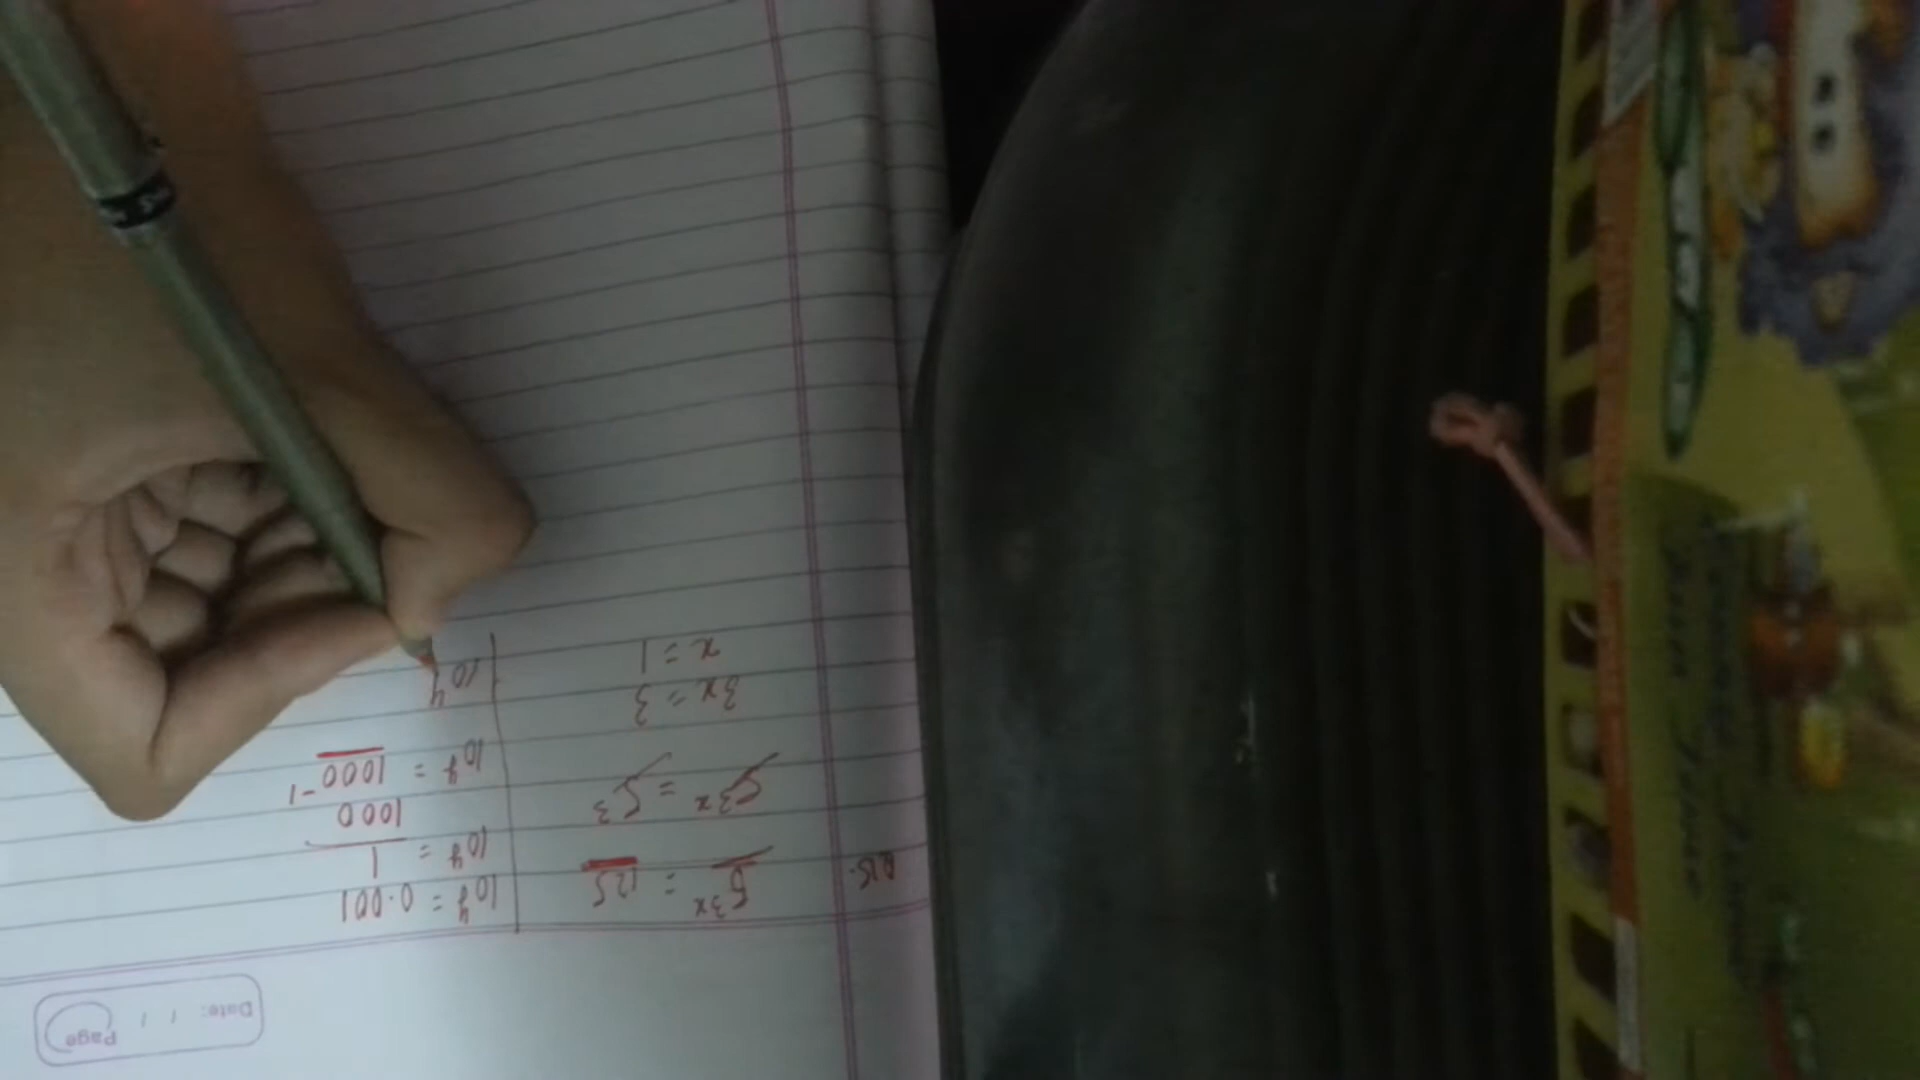 Date: / / Page
Q15.
5^3x = 125
5^3x = 5^3
3x = 3
x = 1
10^y = 0.001
10^y = 1/1000
10^y = 1000^-1
10^y